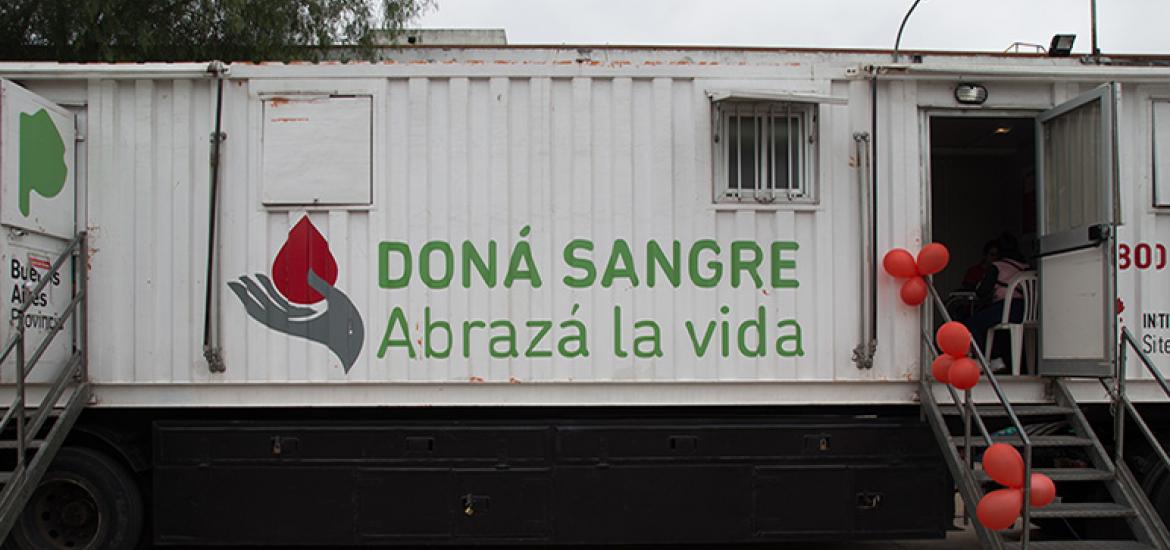 DONÁ SANGRE
Abrazá la vida
Buenos
Aires
Provincia
800
INTI
Site